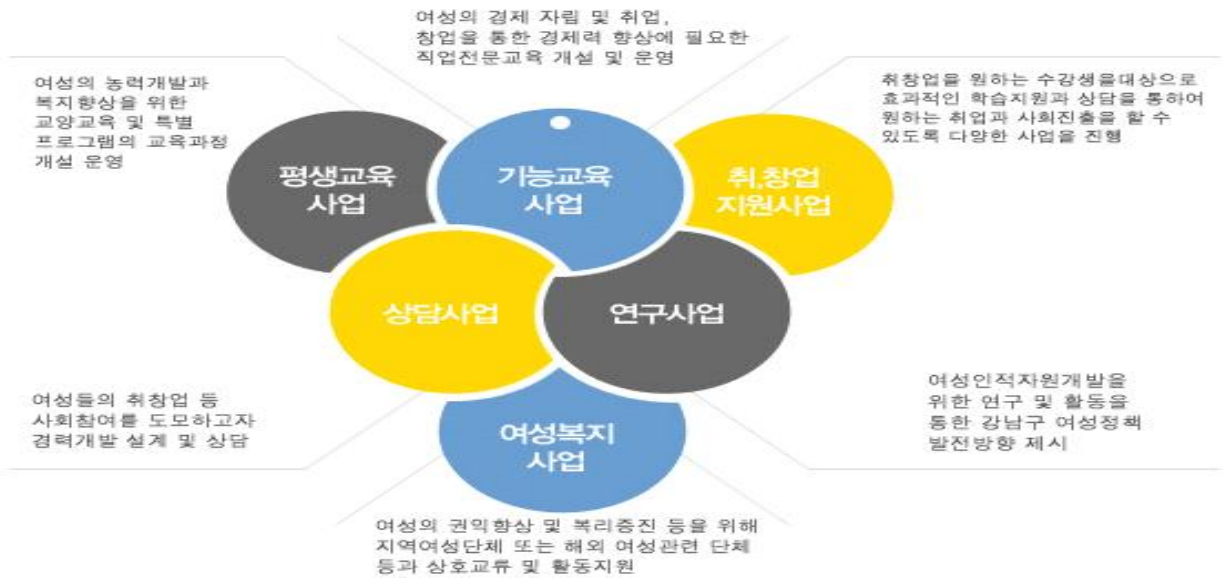 여성의 경제 자립 및 취업,
창업을 통한 경제력 향상에 필요한
직업전문교육 개설 및 운영
여성의 농력개발과
복지향상을 위한
교양교육 및 특별
프로그램의 교육과정
개설 운영
취창업을 원하는 수강생을대상으로
효과적인 학습지원과 상담을 통하여
원하는 취업과 사회진출을 할 수
있도록 다양한 사업을 진행
평생교육
사업
기능교육
사업
취,창업
지원사업
상담사업
연구사업
여성들의 취창업 등
사회참여를 도모하고자
경력개발 설계 및 상담
여성인적자원개발을
위한 연구 및 활동을
통한 강남구 여성정책
발전방향 제시
여성복지
사업
여성의 권익향상 및 복리증진 등을 위해
지역여성단체 또는 해외 여성관련 단체
등과 상호교류 및 활동지원